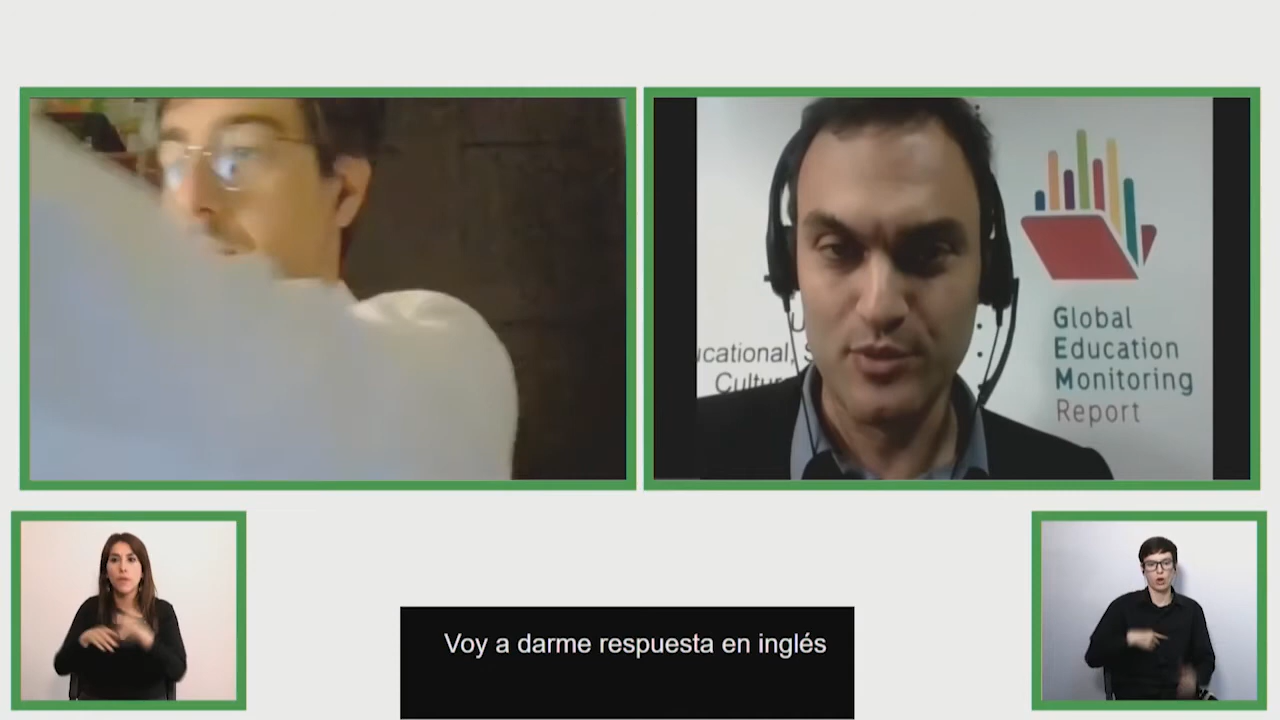 Global
Education
Monitoring
Report
Voy a darme respuesta en inglés